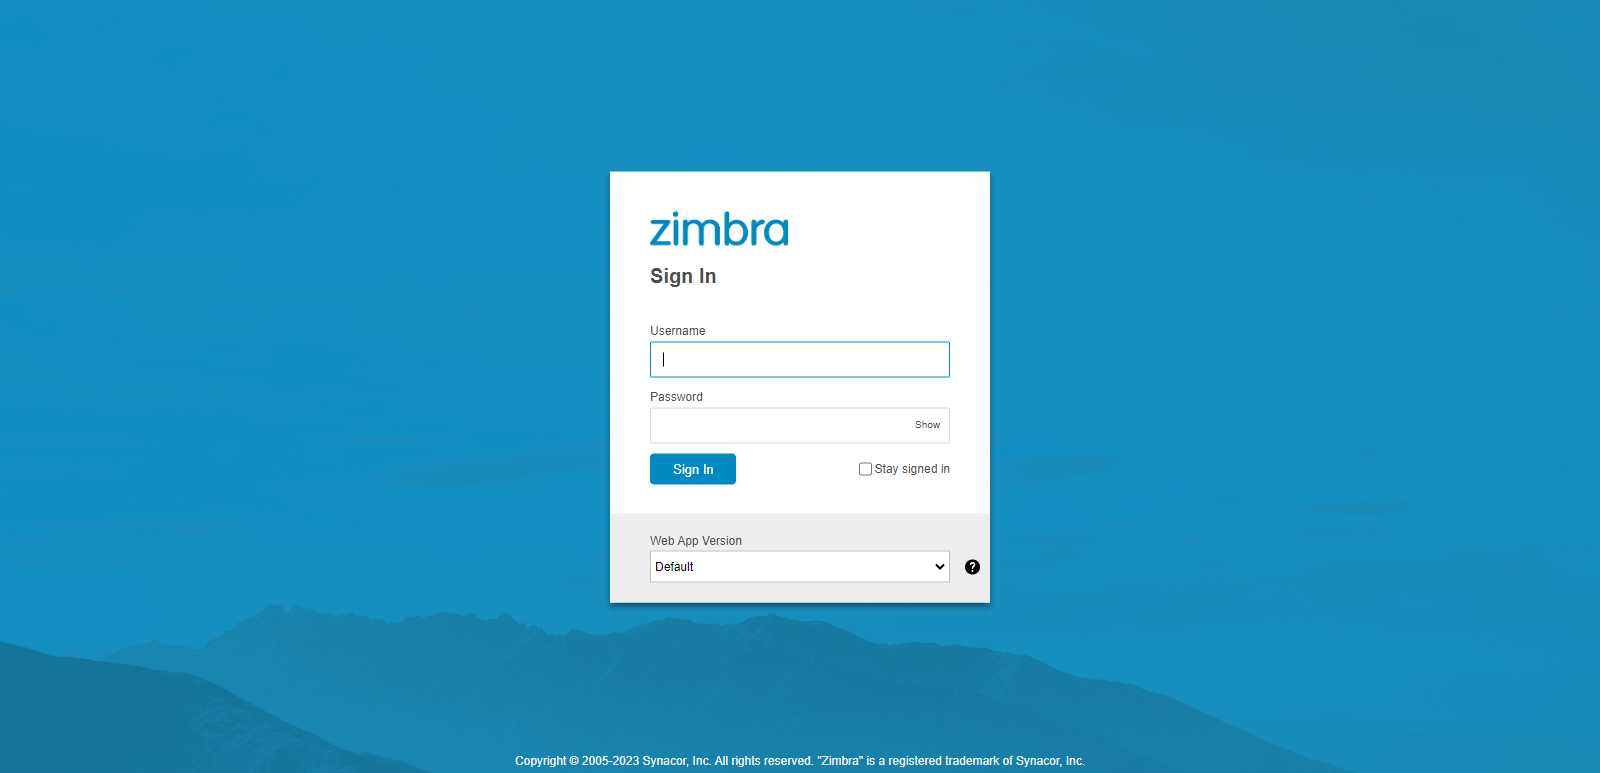 zimbra
Sign In
Username
Password
Show
Sign In
Stay signed in
Web App Version
Default
?
Copyright © 2005-2023 Synacor, Inc. All rights reserved. "Zimbra" is a registered trademark of Synacor, Inc.